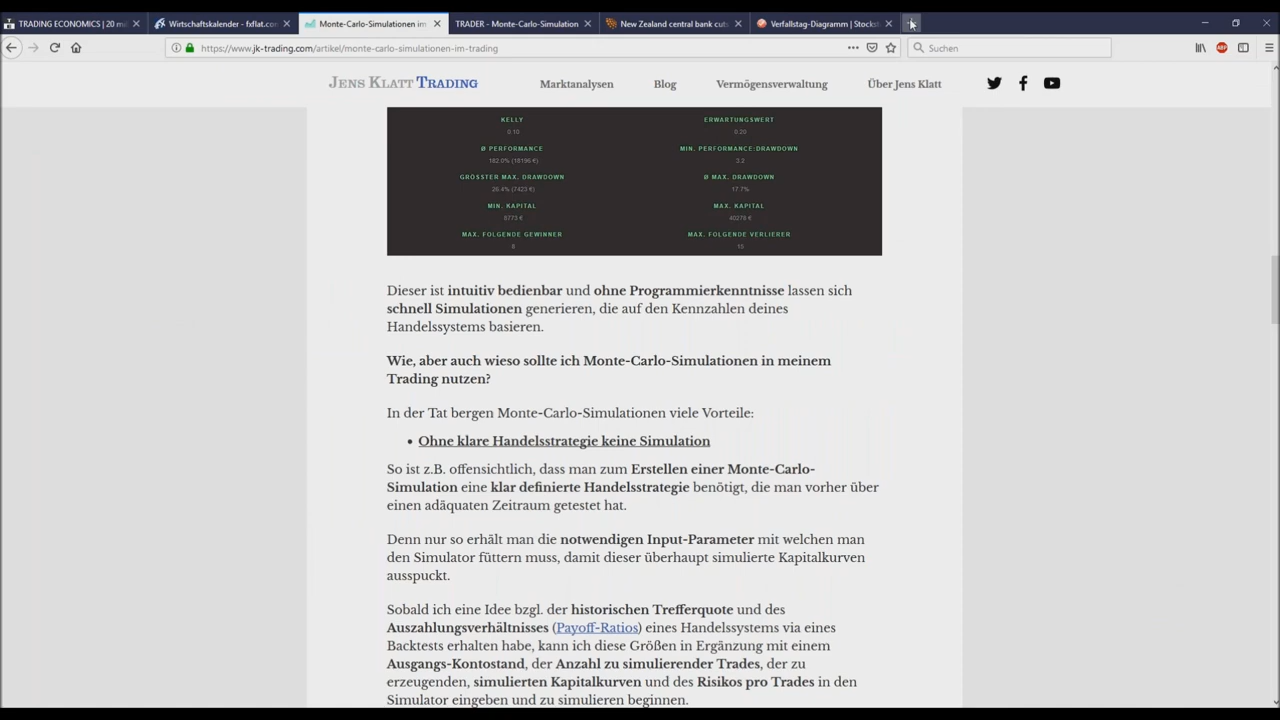 TRADING ECONOMICS | 20 mi
Wirtschaftskalender - fxflat.con
Monte-Carlo-Simulationen im
TRADER - Monte-Carlo-Simulation
New Zealand central bank cuts
Verfallstag-Diagramm | Stockst
https://www.jk-trading.com/artikel/monte-carlo-simulationen-im-trading
Suchen
JENS KLATT TRADING
Marktanalysen
Blog
Vermögensverwaltung
Über Jens Klatt
KELLY
ERWARTUNGSWERT
0.10
0.20
Ø PERFORMANCE
MIN. PERFORMANCE:DRAWDOWN
182.0% (18196 €)
3.2
GRÖSSTER MAX. DRAWDOWN
Ø MAX. DRAWDOWN
26.4% (7423 €)
17.7%
MIN. KAPITAL
MAX. KAPITAL
8773 €
40278 €
MAX. FOLGENDE GEWINNER
MAX. FOLGENDE VERLIERER
8
15
Dieser ist intuitiv bedienbar und ohne Programmierkenntnisse lassen sich
schnell Simulationen generieren, die auf den Kennzahlen deines
Handelssystems basieren.
Wie, aber auch wieso sollte ich Monte-Carlo-Simulationen in meinem
Trading nutzen?
In der Tat bergen Monte-Carlo-Simulationen viele Vorteile:
• Ohne klare Handelsstrategie keine Simulation
So ist z.B. offensichtlich, dass man zum Erstellen einer Monte-Carlo-
Simulation eine klar definierte Handelsstrategie benötigt, die man vorher über
einen adäquaten Zeitraum getestet hat.
Denn nur so erhält man die notwendigen Input-Parameter mit welchen man
den Simulator füttern muss, damit dieser überhaupt simulierte Kapitalkurven
ausspuckt.
Sobald ich eine Idee bzgl. der historischen Trefferquote und des
Auszahlungsverhältnisses (Payoff-Ratios) eines Handelssystems via eines
Backtests erhalten habe, kann ich diese Größen in Ergänzung mit einem
Ausgangs-Kontostand, der Anzahl zu simulierender Trades, der zu
erzeugenden, simulierten Kapitalkurven und des Risikos pro Trades in den
Simulator eingeben und zu simulieren beginnen.